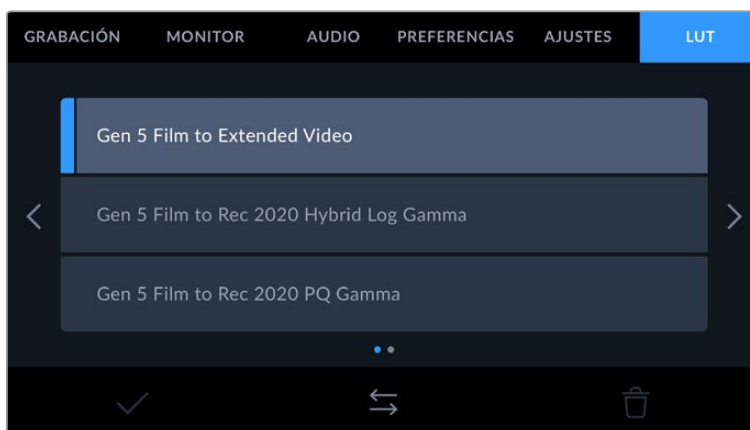 GRABACIÓN MONITOR AUDIO PREFERENCIAS AJUSTES LUT
Gen 5 Film to Extended Video
Gen 5 Film to Rec 2020 Hybrid Log Gamma
Gen 5 Film to Rec 2020 PQ Gamma